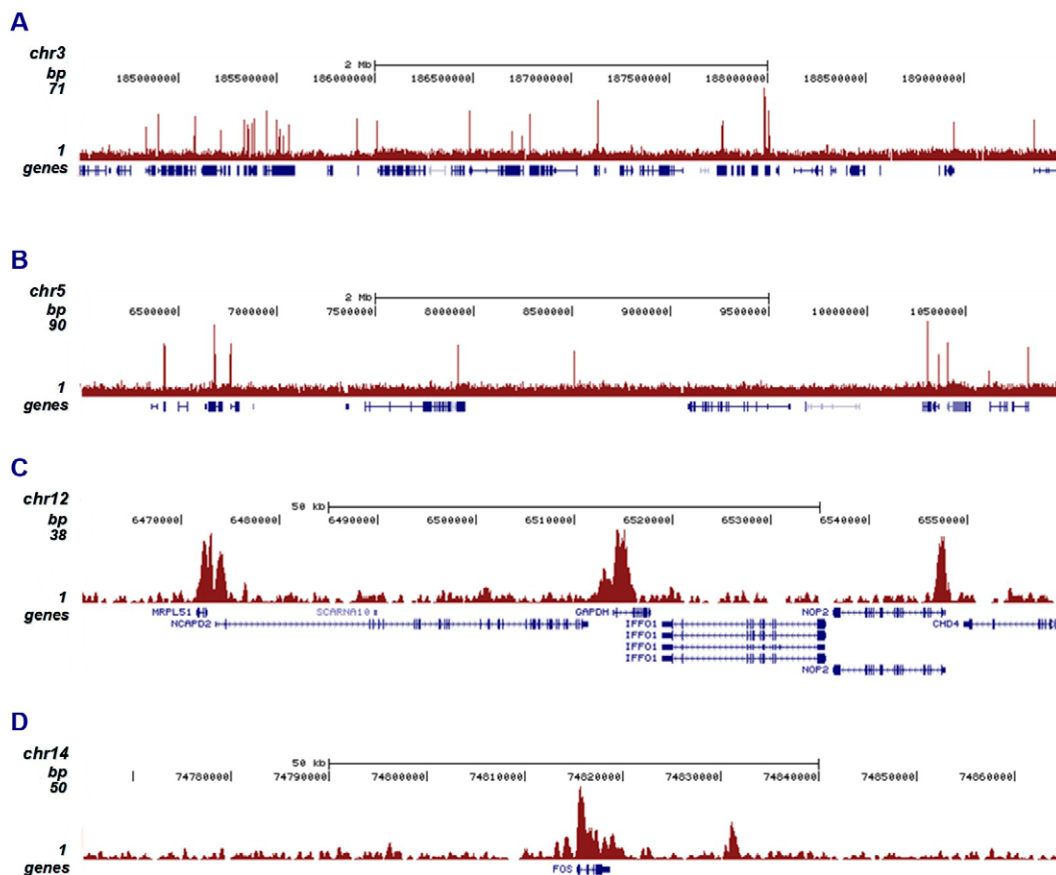 A
chr3
2 Mb
bp 185000000| 185500000| 186000000| 186500000| 187000000| 187500000| 188000000| 188500000| 189000000|
71
1
genes
B
chr5
2 Mb
bp 6500000| 7000000| 7500000| 8000000| 8500000| 9000000| 9500000| 10000000| 10500000|
90
1
genes
C
chr12
50 kb
bp 6470000| 6480000| 6490000| 6500000| 6510000| 6520000| 6530000| 6540000| 6550000|
38
1
genes MRPL51 SCARNA10 GAPDH NOP2
NCAPD2 IFFO1 CHD4
IFFO1
IFFO1
IFFO1
NOP2
D
chr14
50 kb
bp | 74780000| 74790000| 74800000| 74810000| 74820000| 74830000| 74840000| 74850000| 74860000|
50
1
genes FOS